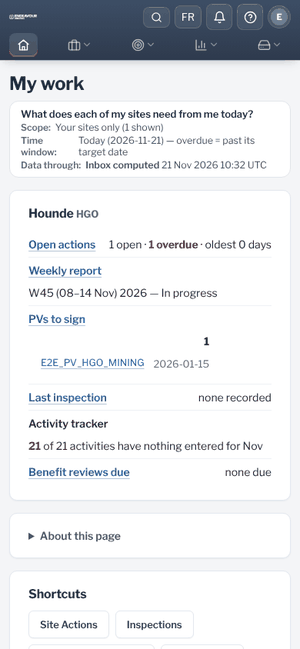 ENDEAVOUR
MINING
FR
E
My work
What does each of my sites need from me today?
Scope: Your sites only (1 shown)
Time window: Today (2026-11-21) — overdue = past its
target date
Data through: Inbox computed 21 Nov 2026 10:32 UTC
Hounde HGO
Open actions 1 open · 1 overdue · oldest 0 days
Weekly report
W45 (08–14 Nov) 2026 — In progress
PVs to sign
1
E2E_PV_HGO_MINING 2026-01-15
Last inspection none recorded
Activity tracker
21 of 21 activities have nothing entered for Nov
Benefit reviews due none due
About this page
Shortcuts
Site Actions Inspections